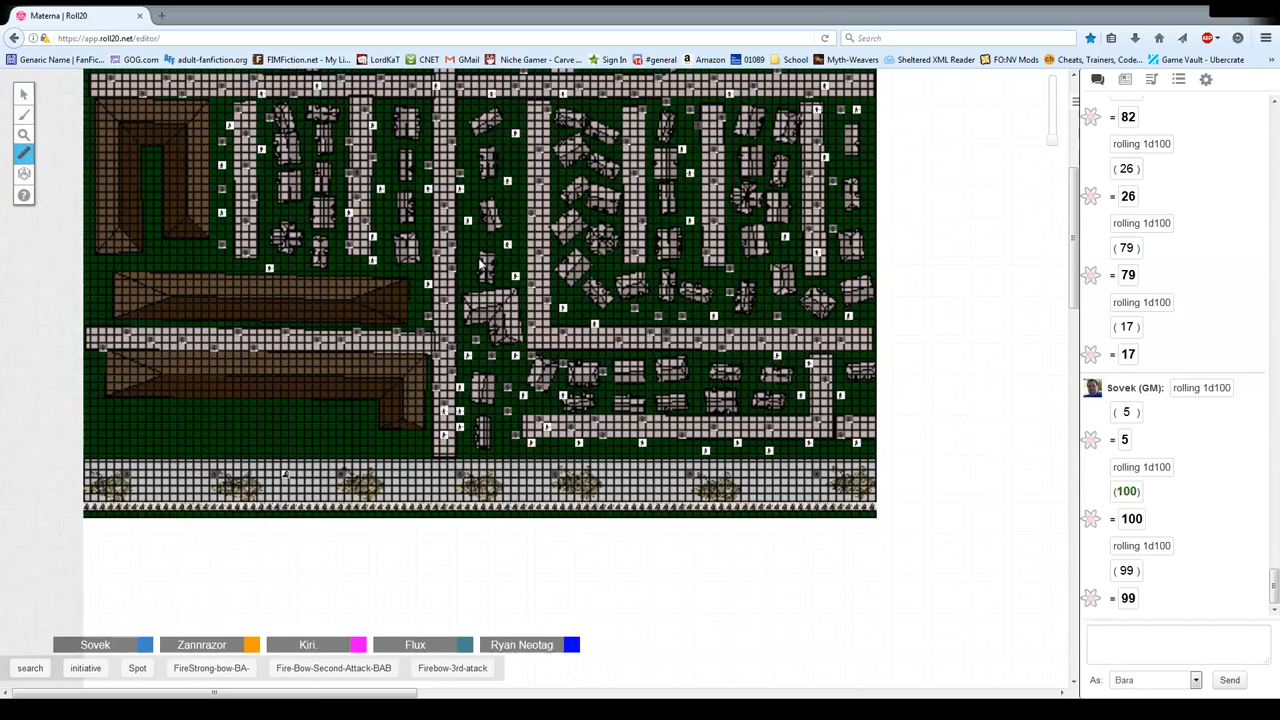 Materna | Roll20
https://app.roll20.net/editor/
Search
Generic Name | FanFic... GOG.com adult-fanfiction.org FIMFiction.net - My Li... LordKaT CNET GMail Niche Gamer - Carve ... Sign In #general Amazon 01089 School Myth-Weavers Sheltered XML Reader FO:NV Mods Cheats, Trainers, Code... Game Vault - Ubercrate
= 82
rolling 1d100
( 26 )
= 26
rolling 1d100
( 79 )
= 79
rolling 1d100
( 17 )
= 17
Sovek (GM): rolling 1d100
( 5 )
= 5
rolling 1d100
(100)
= 100
rolling 1d100
( 99 )
= 99
Sovek Zannrazor Kiri. Flux Ryan Neotag
search initiative Spot FireStrong-bow-BA- Fire-Bow-Second-Attack-BAB Firebow-3rd-atack
As: Bara Send